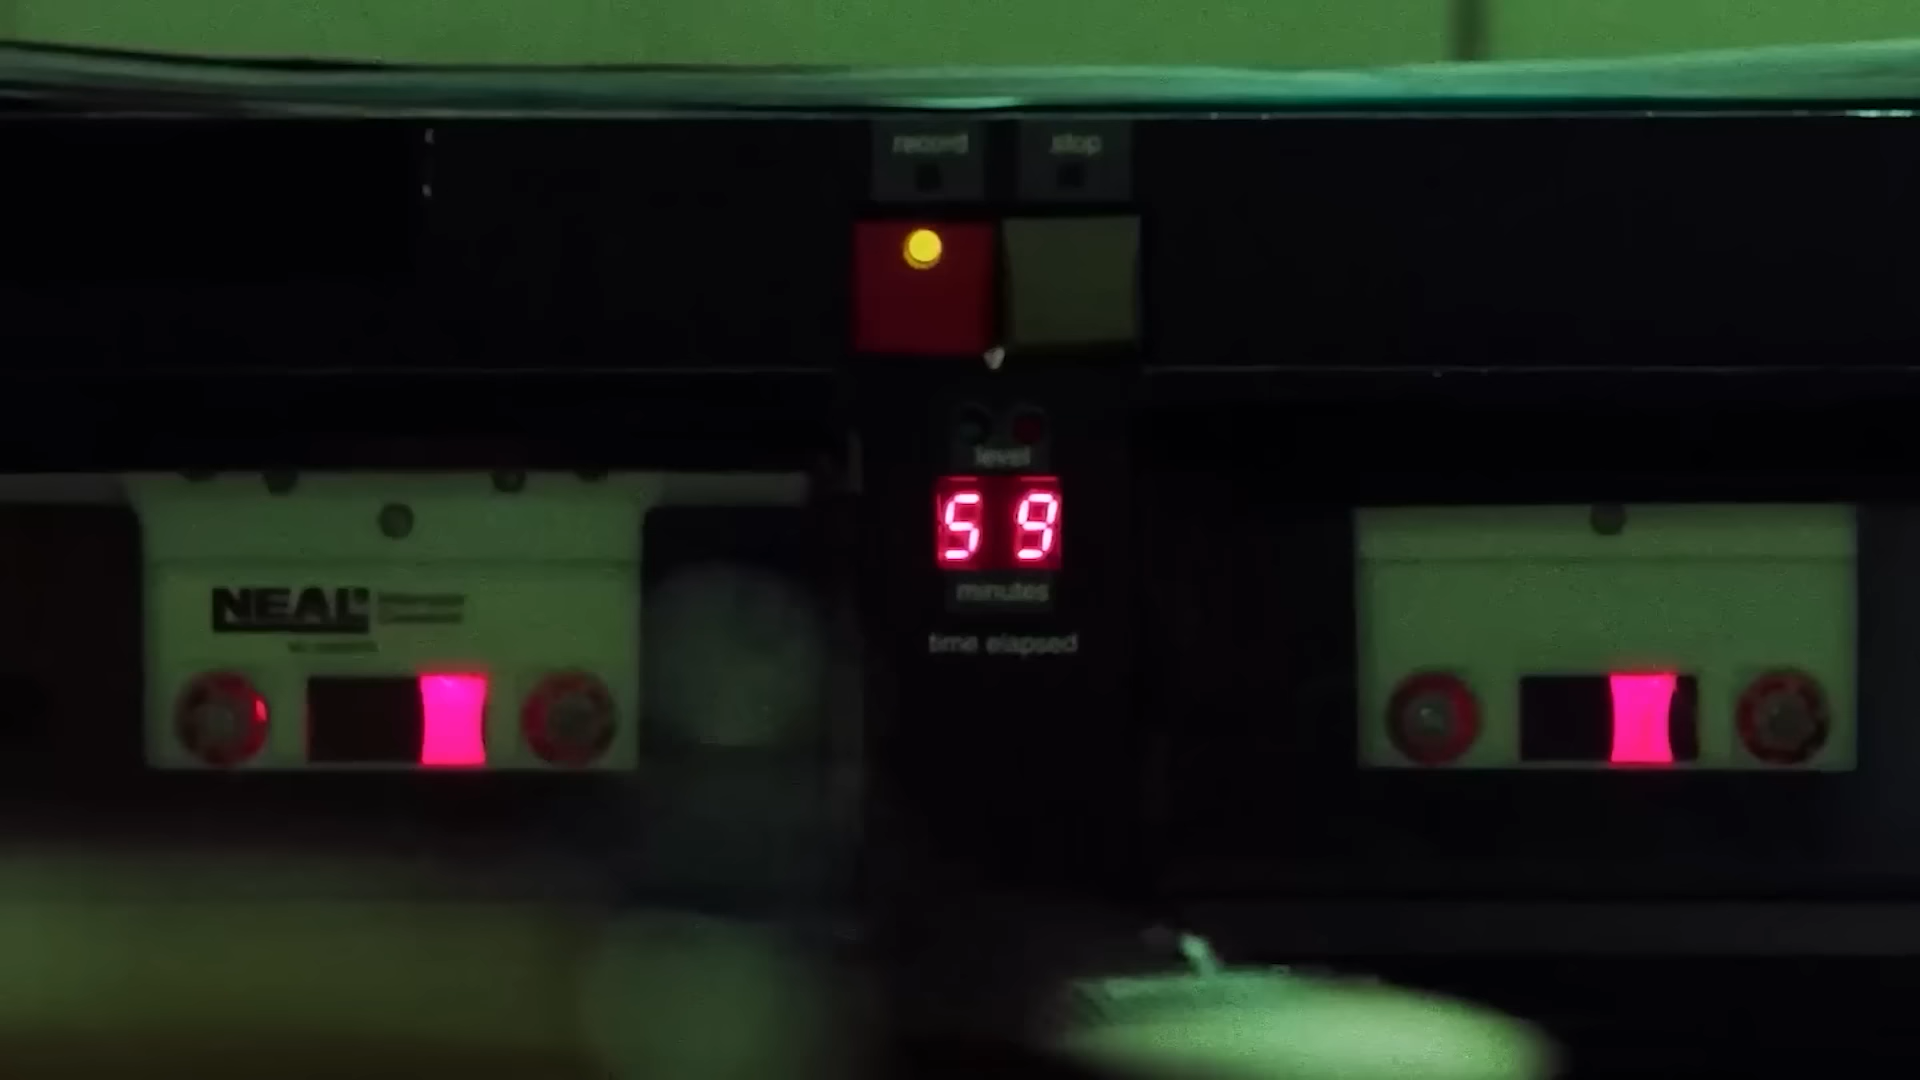 record stop
level
59
minutes
time elapsed
NEAL